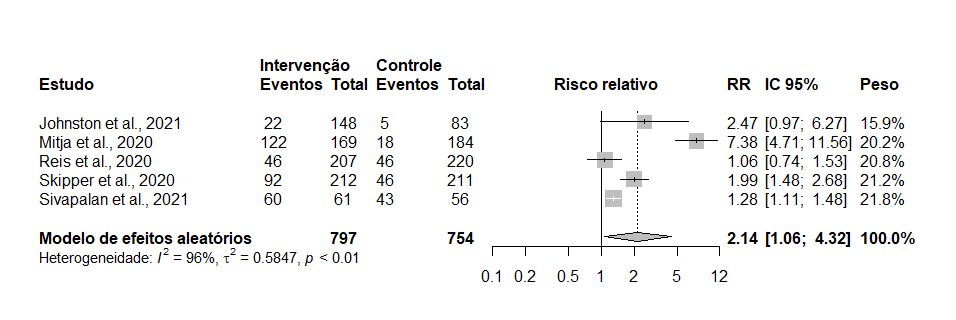 Intervenção Controle
Estudo Eventos Total Eventos Total Risco relativo RR IC 95% Peso
Johnston et al., 2021 22 148 5 83 2.47 [0.97; 6.27] 15.9%
Mitja et al., 2020 122 169 18 184 7.38 [4.71; 11.56] 20.2%
Reis et al., 2020 46 207 46 220 1.06 [0.74; 1.53] 20.8%
Skipper et al., 2020 92 212 46 211 1.99 [1.48; 2.68] 21.2%
Sivapalan et al., 2021 60 61 43 56 1.28 [1.11; 1.48] 21.8%
Modelo de efeitos aleatórios 797 754 2.14 [1.06; 4.32] 100.0%
Heterogeneidade: I² = 96%, τ² = 0.5847, p < 0.01
0.1 0.2 0.5 1 2 5 12